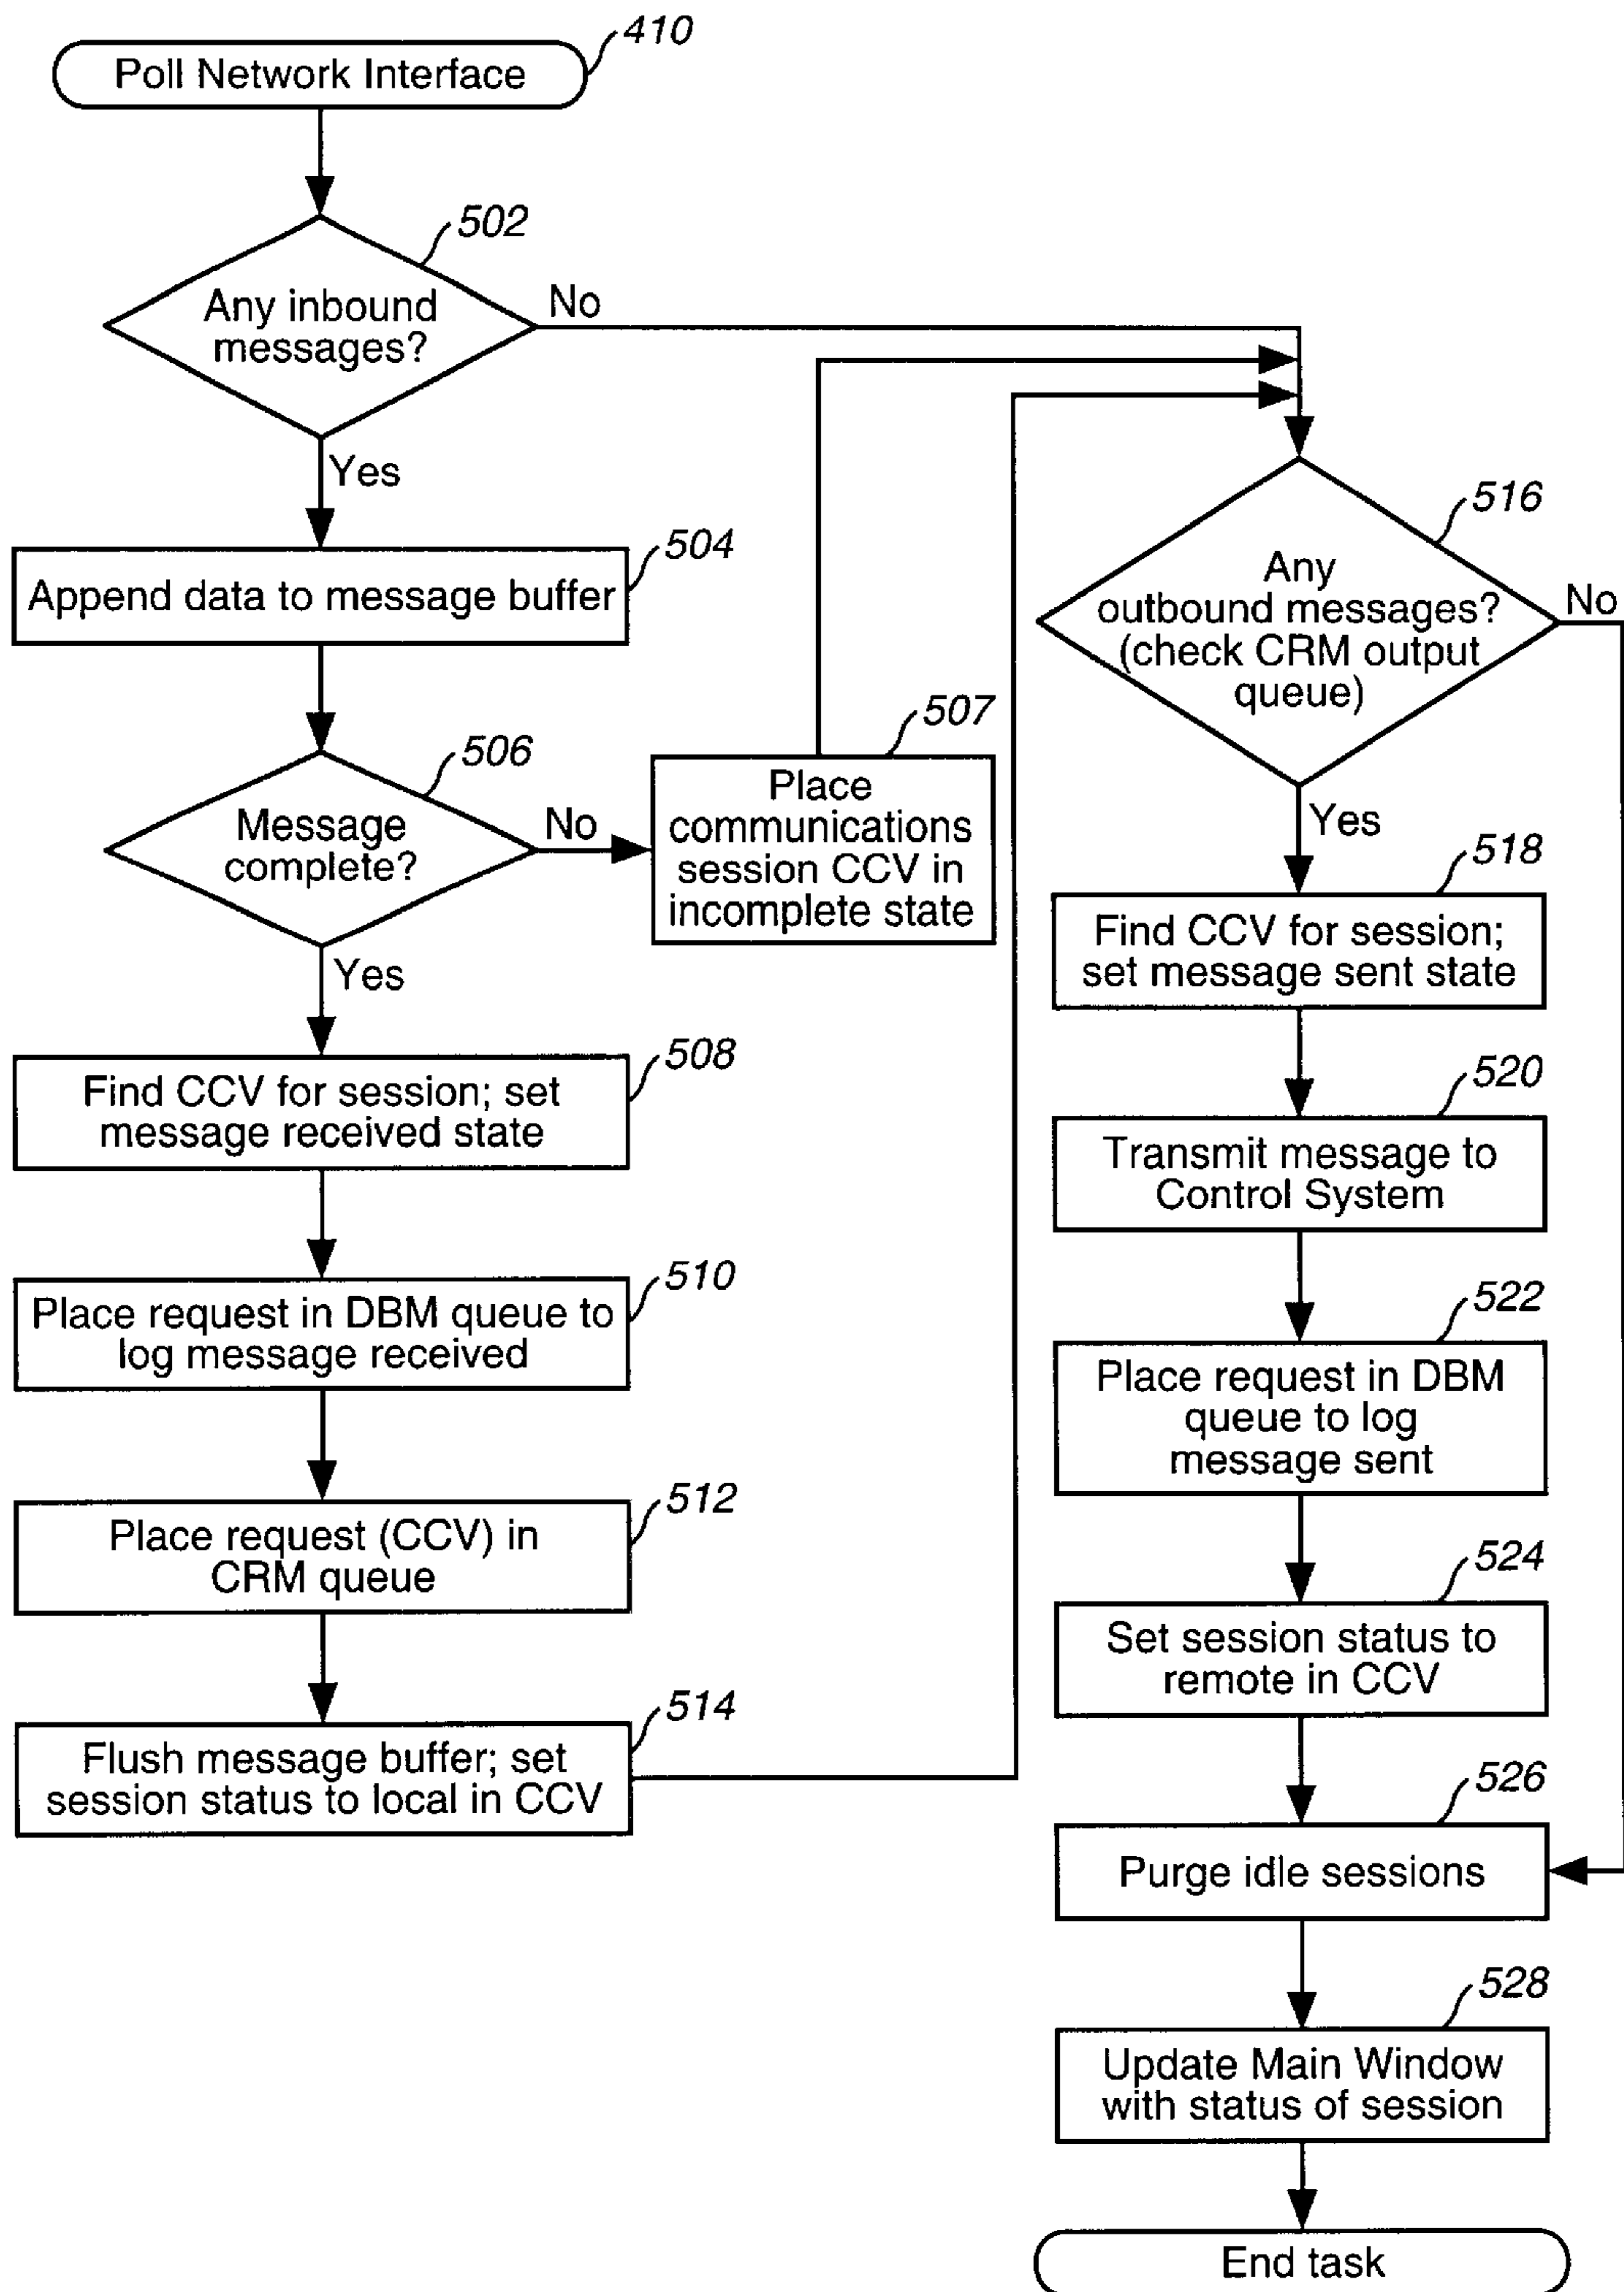 410
Poll Network Interface
502
Any inbound
messages?
No
Yes
504
Append data to message buffer
506
Message
complete?
No
507
Place
communications
session CCV in
incomplete state
Yes
508
Find CCV for session; set
message received state
510
Place request in DBM queue to
log message received
512
Place request (CCV) in
CRM queue
514
Flush message buffer; set
session status to local in CCV
516
Any
outbound messages?
(check CRM output
queue)
No
Yes
518
Find CCV for session;
set message sent state
520
Transmit message to
Control System
522
Place request in DBM
queue to log
message sent
524
Set session status to
remote in CCV
526
Purge idle sessions
528
Update Main Window
with status of session
End task